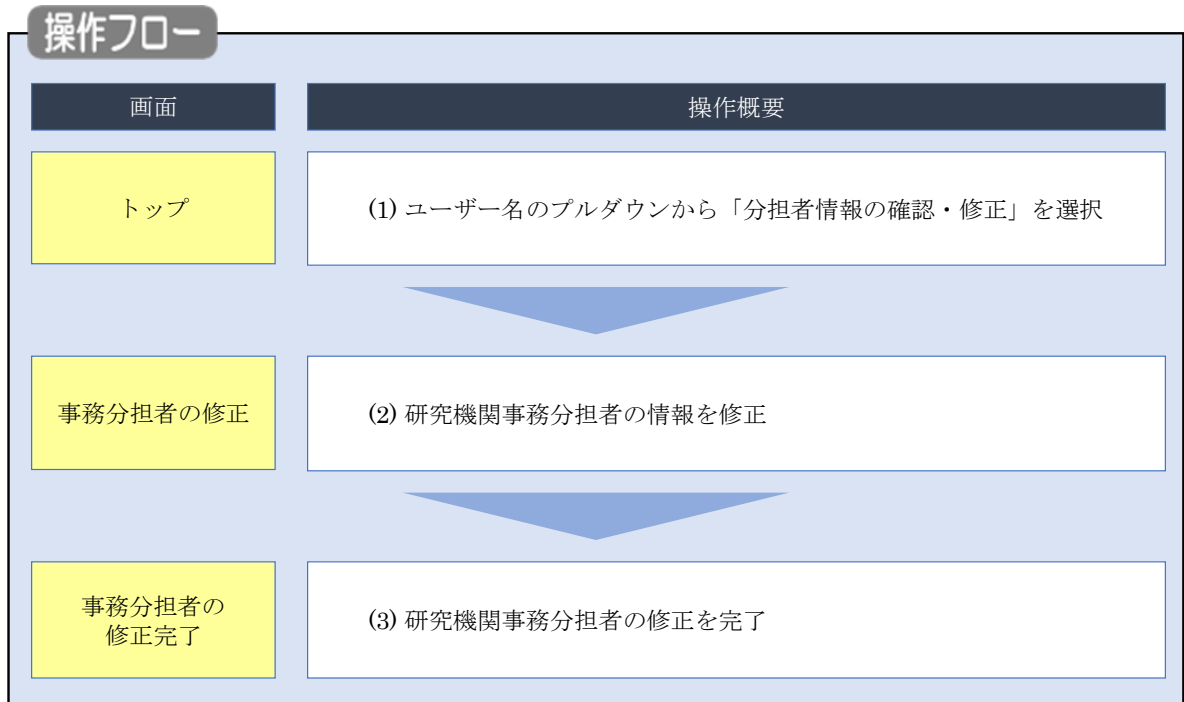 操作フロー
画面
操作概要
トップ
(1) ユーザー名のプルダウンから「分担者情報の確認・修正」を選択
事務分担者の修正
(2) 研究機関事務分担者の情報を修正
事務分担者の
修正完了
(3) 研究機関事務分担者の修正を完了